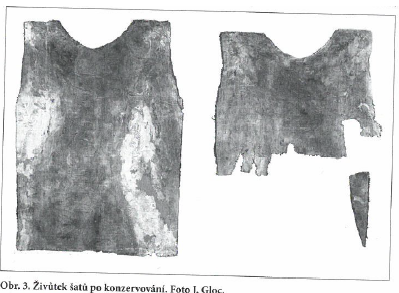 Obr. 3. Živůtek šatů po konzervování. Foto J. Gloc.